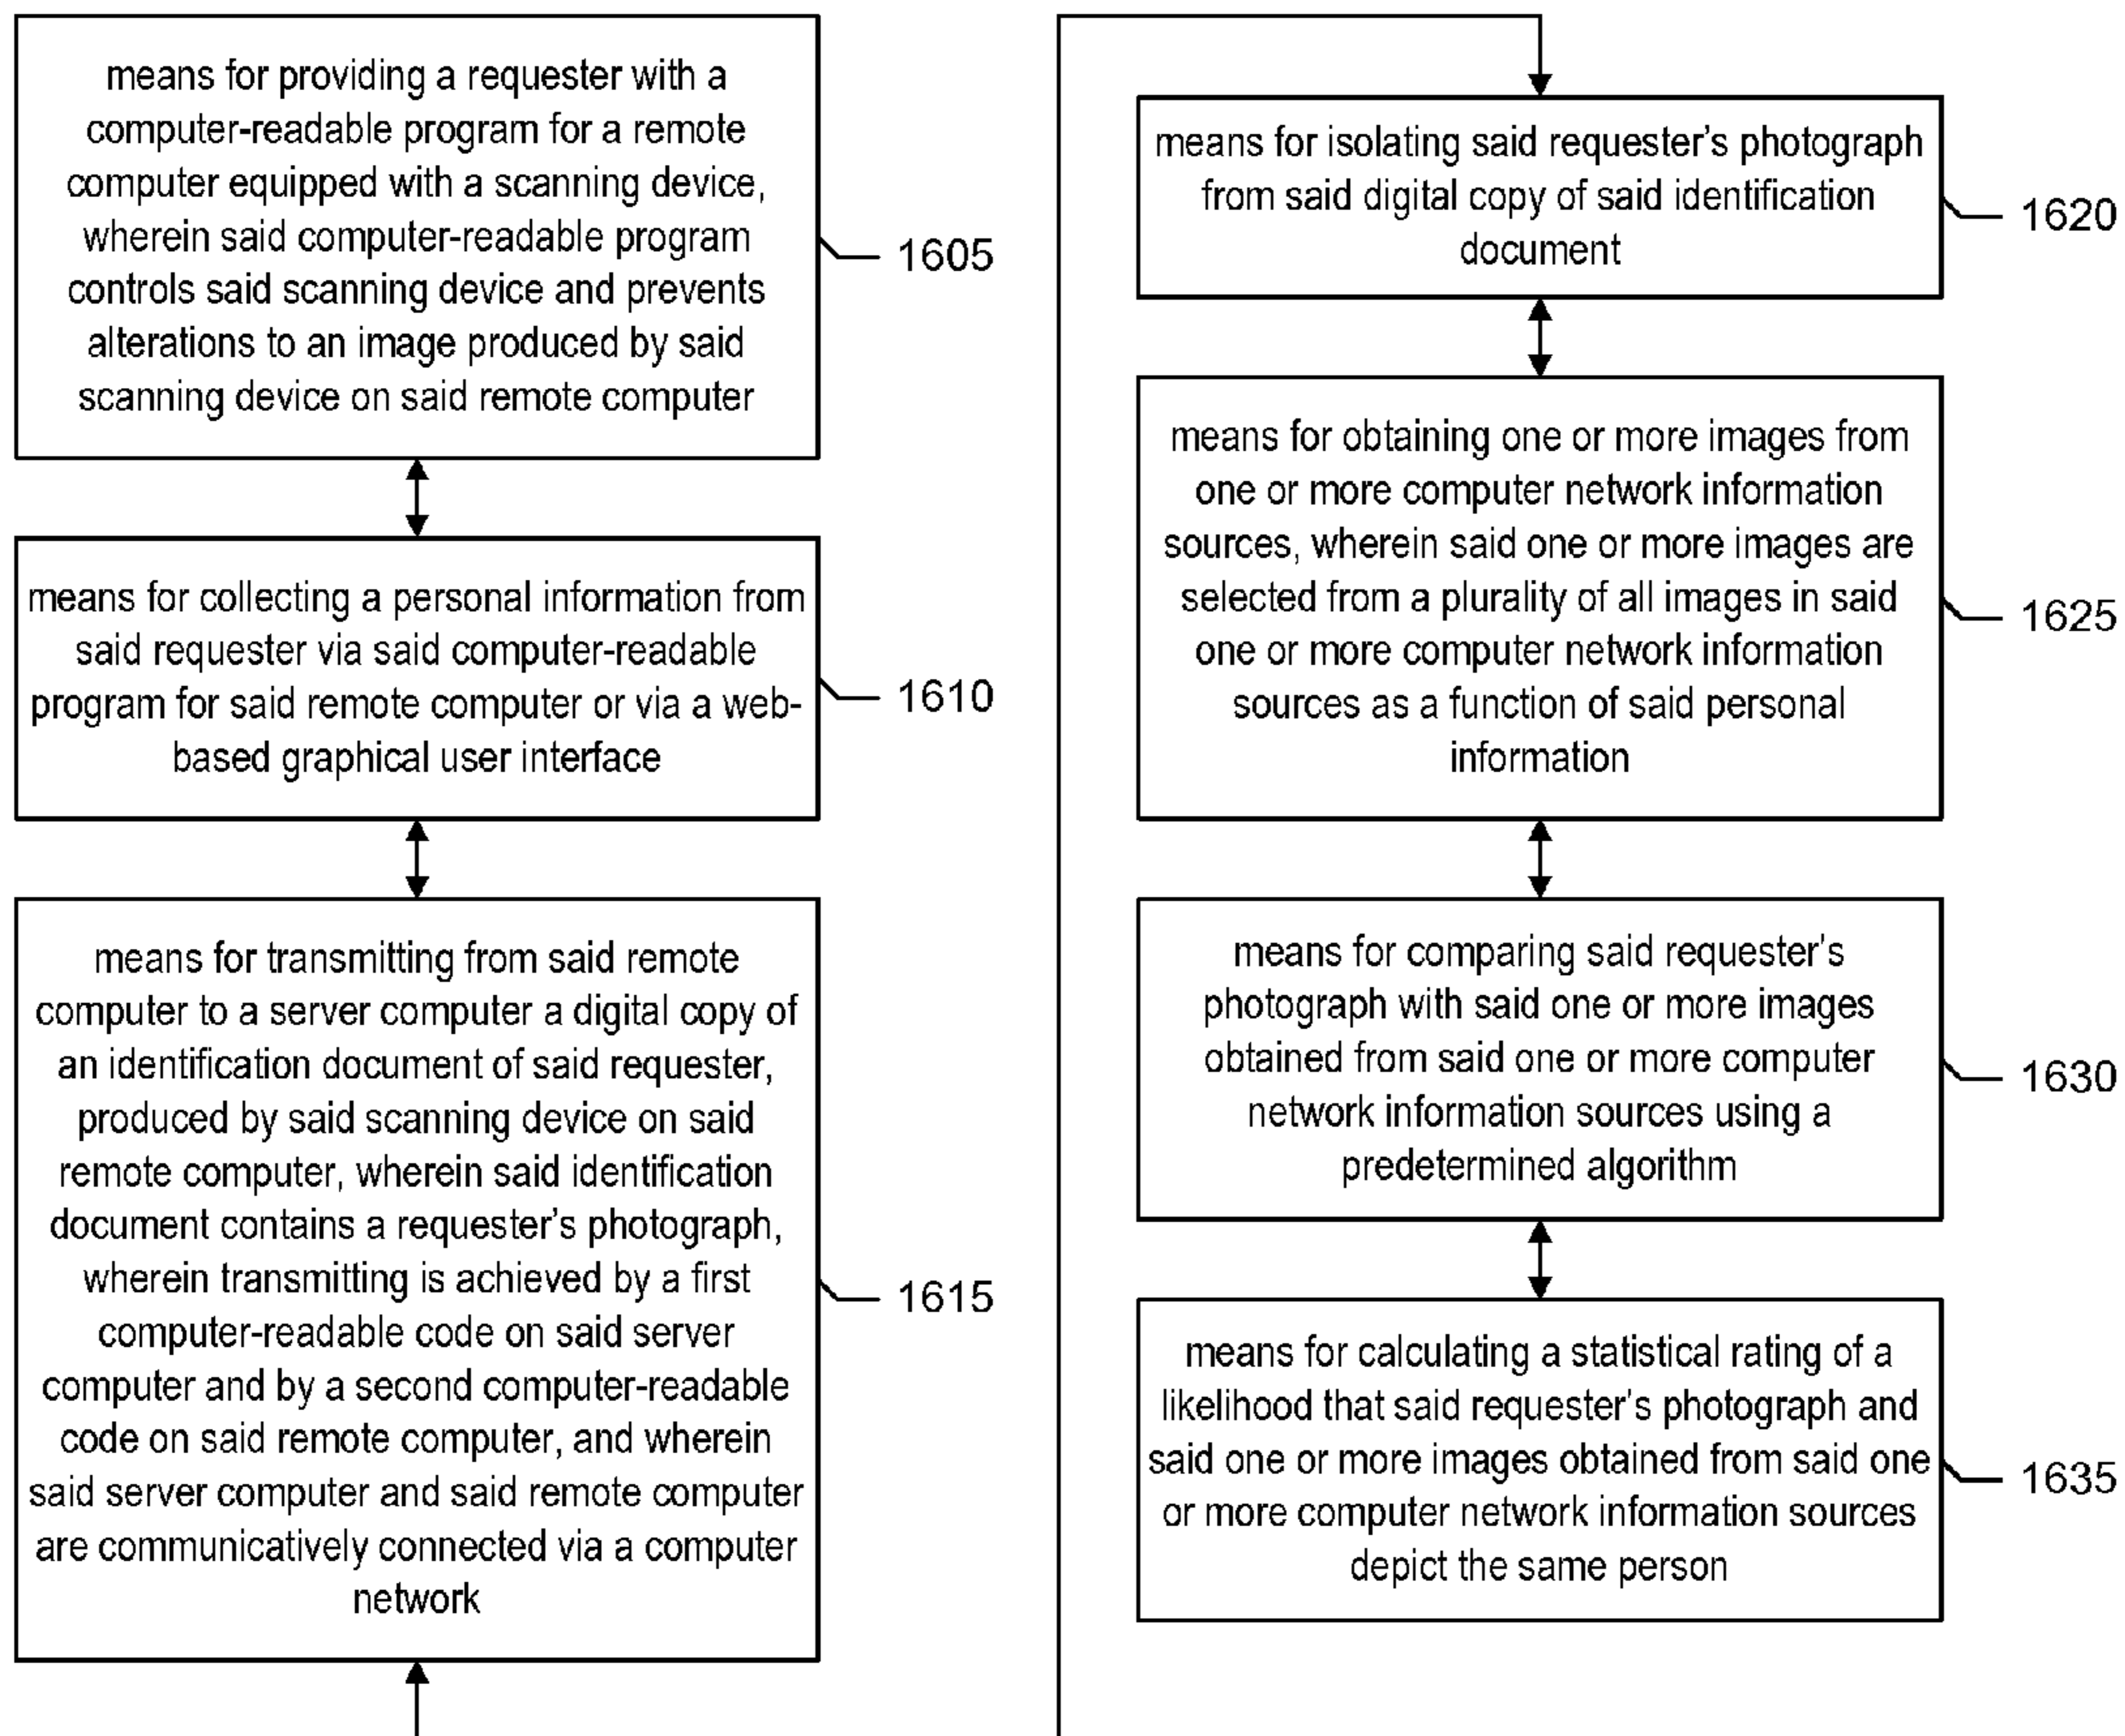 means for providing a requester with a
computer-readable program for a remote
computer equipped with a scanning device,
wherein said computer-readable program
controls said scanning device and prevents
alterations to an image produced by said
scanning device on said remote computer
1605
means for collecting a personal information from
said requester via said computer-readable
program for said remote computer or via a web-
based graphical user interface
1610
means for transmitting from said remote
computer to a server computer a digital copy of
an identification document of said requester,
produced by said scanning device on said
remote computer, wherein said identification
document contains a requester’s photograph,
wherein transmitting is achieved by a first
computer-readable code on said server
computer and by a second computer-readable
code on said remote computer, and wherein
said server computer and said remote computer
are communicatively connected via a computer
network
1615
means for isolating said requester’s photograph
from said digital copy of said identification
document
1620
means for obtaining one or more images from
one or more computer network information
sources, wherein said one or more images are
selected from a plurality of all images in said
one or more computer network information
sources as a function of said personal
information
1625
means for comparing said requester’s
photograph with said one or more images
obtained from said one or more computer
network information sources using a
predetermined algorithm
1630
means for calculating a statistical rating of a
likelihood that said requester’s photograph and
said one or more images obtained from said one
or more computer network information sources
depict the same person
1635